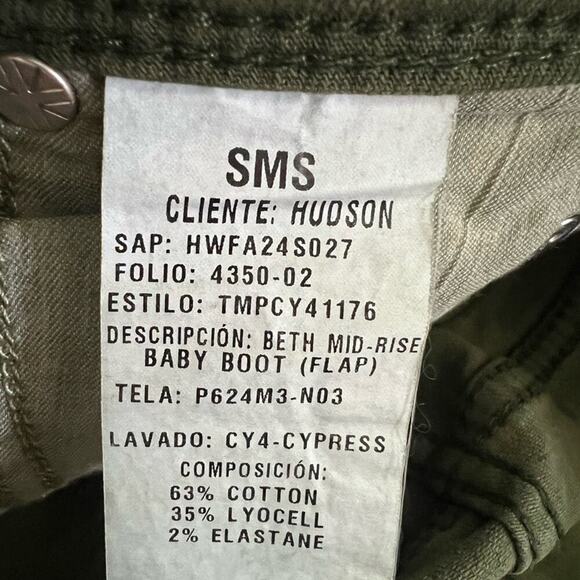 SMS
CLIENTE: HUDSON
SAP: HWFA24S027
FOLIO: 4350-02
ESTILO: TMPCY41176
DESCRIPCIÓN: BETH MID-RISE
BABY BOOT (FLAP)
TELA: P624M3-N03
LAVADO: CY4-CYPRESS
COMPOSICIÓN:
63% COTTON
35% LYOCELL
2% ELASTANE